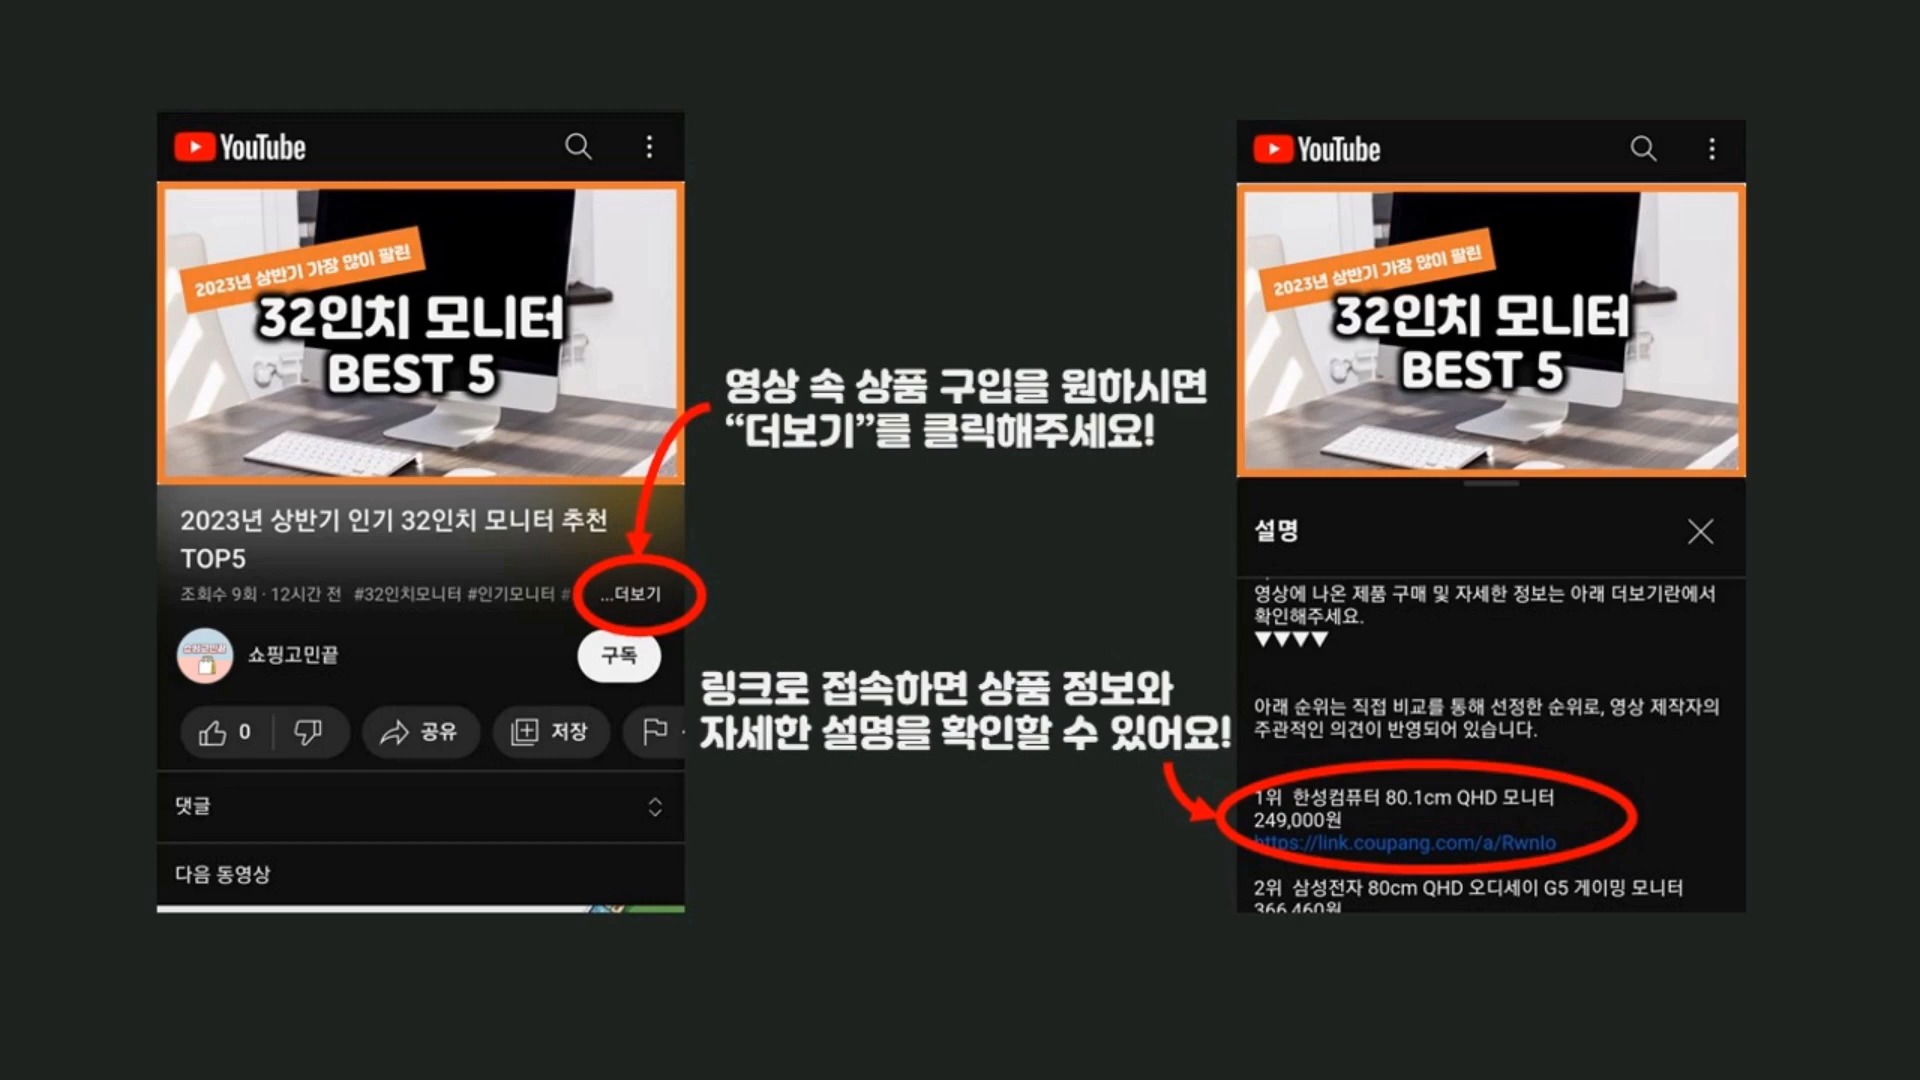 YouTube
2023년 상반기 가장 많이 팔린
32인치 모니터
BEST 5
2023년 상반기 인기 32인치 모니터 추천
TOP5
조회수 9회 · 12시간 전 #32인치모니터 #인기모니터 # ...더보기
쇼핑고민끝
쇼핑고민끝
구독
0
공유
저장
댓글
다음 동영상
영상 속 상품 구입을 원하시면
“더보기”를 클릭해주세요!
링크로 접속하면 상품 정보와
자세한 설명을 확인할 수 있어요!
YouTube
2023년 상반기 가장 많이 팔린
32인치 모니터
BEST 5
설명
영상에 나온 제품 구매 및 자세한 정보는 아래 더보기란에서
확인해주세요.
▼▼▼▼
아래 순위는 직접 비교를 통해 선정한 순위로, 영상 제작자의
주관적인 의견이 반영되어 있습니다.
1위 한성컴퓨터 80.1cm QHD 모니터
249,000원
https://link.coupang.com/a/RwnIo
2위 삼성전자 80cm QHD 오디세이 G5 게이밍 모니터
366,460원